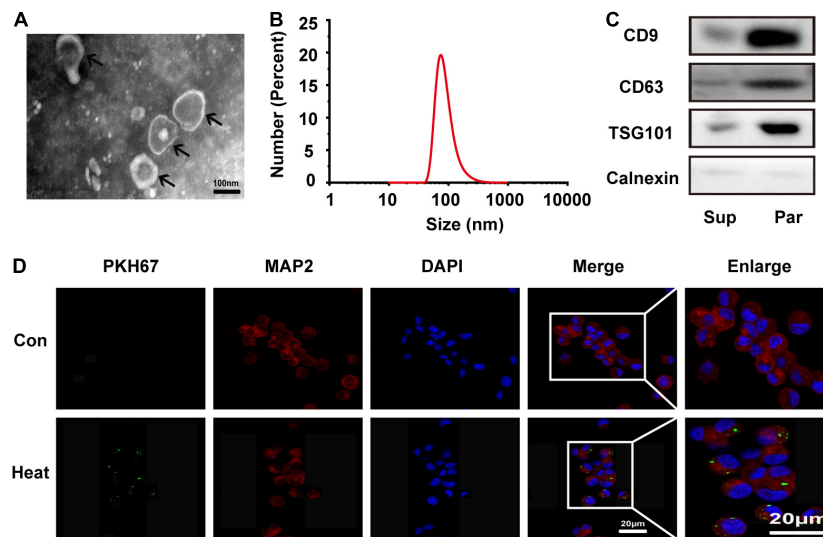 A
100nm
B
Number (Percent)
25
20
15
10
5
0
1
10
100
1000
10000
Size (nm)
C
CD9
CD63
TSG101
Calnexin
Sup
Par
D
PKH67
MAP2
DAPI
Merge
Enlarge
Con
Heat
20µm
20µm